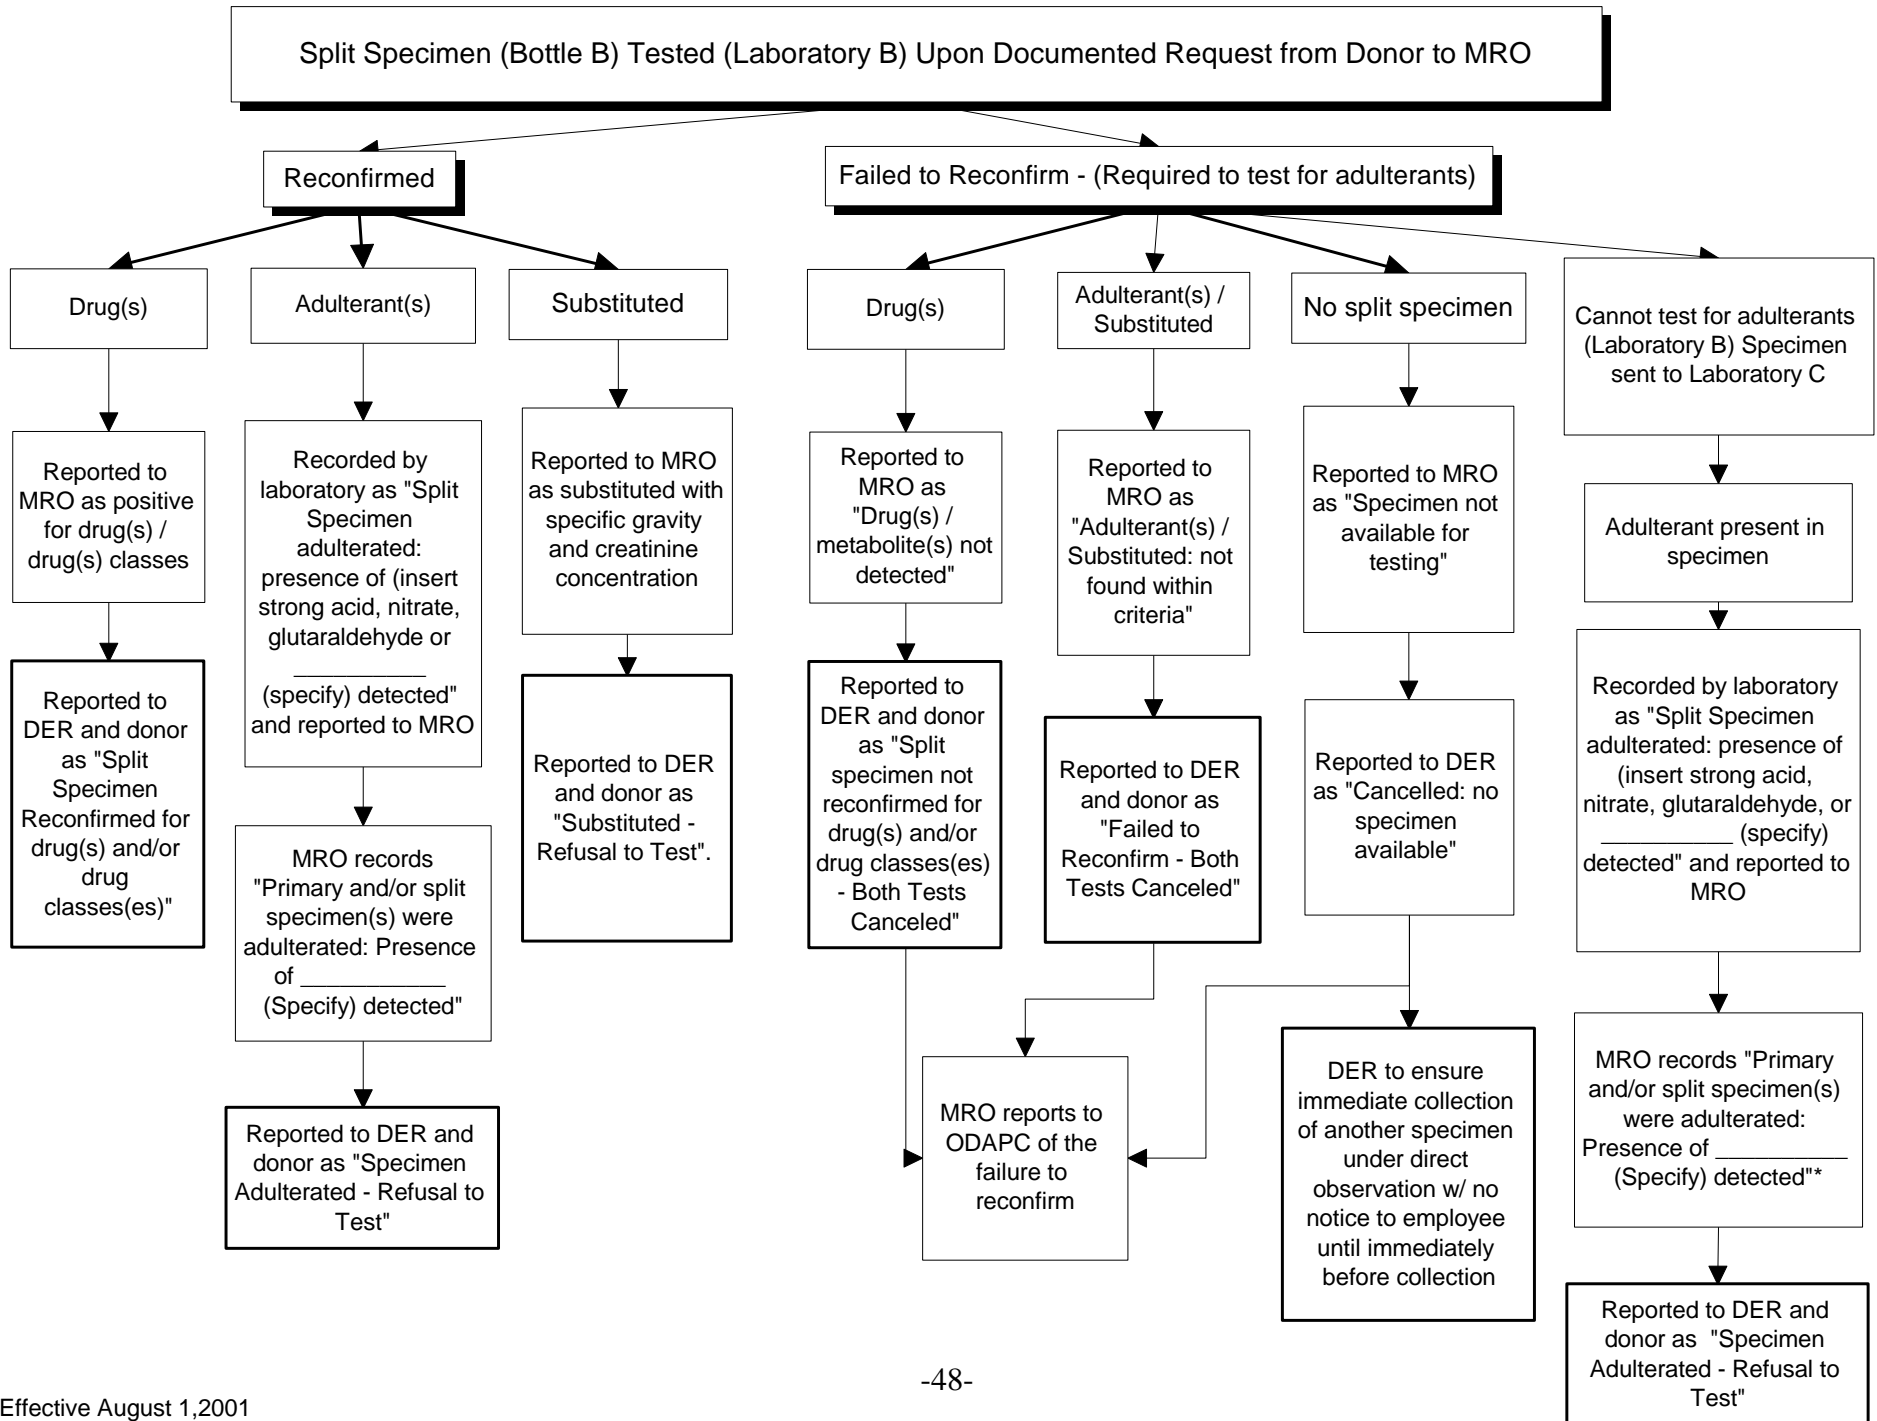 Split Specimen (Bottle B) Tested (Laboratory B) Upon Documented Request from Donor to MRO
Reconfirmed
Failed to Reconfirm - (Required to test for adulterants)
Drug(s)
Reported to
MRO as positive
for drug(s) /
drug(s) classes
Reported to
DER and donor
as "Split
Specimen
Reconfirmed for
drug(s) and/or
drug
classes(es)"
Adulterant(s)
Recorded by
laboratory as "Split
Specimen
adulterated:
presence of (insert
strong acid, nitrate,
glutaraldehyde or
__________
(specify) detected"
and reported to MRO
MRO records
"Primary and/or split
specimen(s) were
adulterated: Presence
of ___________
(Specify) detected"
Reported to DER and
donor as "Specimen
Adulterated - Refusal to
Test"
Substituted
Reported to MRO
as substituted with
specific gravity
and creatinine
concentration
Reported to DER
and donor as
"Substituted -
Refusal to Test".
Drug(s)
Reported to
MRO as
"Drug(s) /
metabolite(s) not
detected"
Reported to
DER and donor
as "Split
specimen not
reconfirmed for
drug(s) and/or
drug classes(es)
- Both Tests
Canceled"
Adulterant(s) /
Substituted
Reported to
MRO as
"Adulterant(s) /
Substituted: not
found within
criteria"
Reported to DER
and donor as
"Failed to
Reconfirm - Both
Tests Canceled"
MRO reports to
ODAPC of the
failure to
reconfirm
No split specimen
Reported to MRO
as "Specimen not
available for
testing"
Reported to DER
as "Cancelled: no
specimen
available"
DER to ensure
immediate collection
of another specimen
under direct
observation w/ no
notice to employee
until immediately
before collection
Cannot test for adulterants
(Laboratory B) Specimen
sent to Laboratory C
Adulterant present in
specimen
Recorded by laboratory
as "Split Specimen
adulterated: presence of
(insert strong acid,
nitrate, glutaraldehyde, or
__________ (specify)
detected" and reported to
MRO
MRO records "Primary
and/or split specimen(s)
were adulterated:
Presence of __________
(Specify) detected"*
Reported to DER and
donor as "Specimen
Adulterated - Refusal to
Test"
-48-
Effective August 1,2001